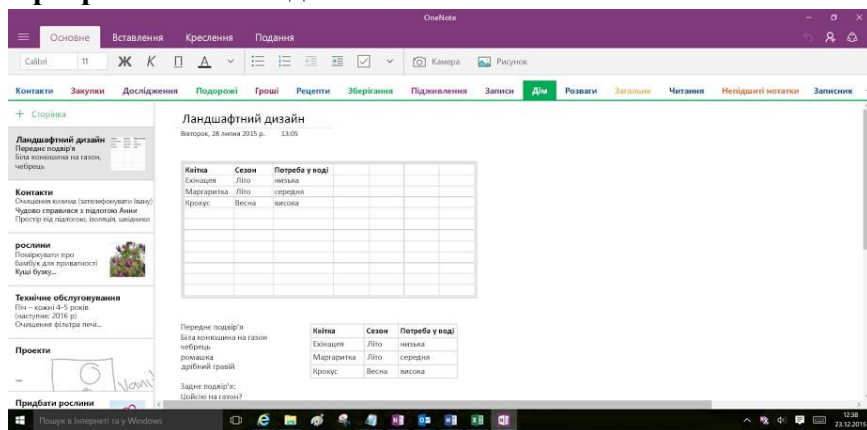 OneNote
Основне Вставлення Креслення Подання
Calibri 11 Ж К П А Камера Рисунок
Контакти Закупки Дослідження Подорожі Гроші Рецепти Зберігання Підживлення Записи Дім Розваги Загальне Читання Непідшиті нотатки Записник
+ Сторінка
Ландшафтний дизайн
Переднє подвір'я
Біла конюшина на газон,
чебрець
Контакти
Очищення килима (зателефонувати Івану)
Чудово справився з підлогою Анни
Простір під підлогою, ізоляція, шкідники
рослини
Поміркувати про
бамбук для приватності
Кущі бузку...
Технічне обслуговування
Піч – кожні 4–5 років
(наступне: 2016 р)
Очищення фільтра печі...
Проекти
Придбати рослини
Ландшафтний дизайн
Вівторок, 28 липня 2015 р. 13:05
Квітка Сезон Потреба у воді
Ехінацея Літо низька
Маргаритка Літо середня
Крокус Весна висока
Переднє подвір'я
Біла конюшина на газон
чебрець
ромашка
дрібний гравій
Заднє подвір'я:
Цойсію на газон?
Квітка Сезон Потреба у воді
Ехінацея Літо низька
Маргаритка Літо середня
Крокус Весна висока
Пошук в Інтернеті та у Windows
12:38
23.12.2015